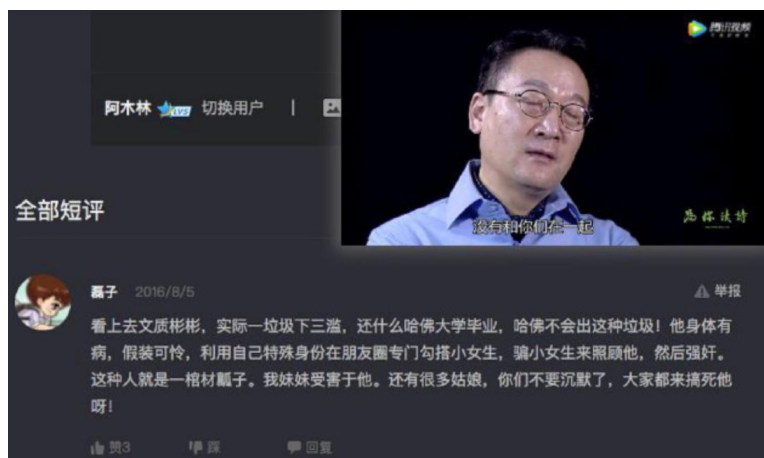 腾讯视频
阿木林 LV5 切换用户 |
没有和你们在一起
为你读诗
全部短评
磊子 2016/8/5 举报
看上去文质彬彬，实际一垃圾下三滥，还什么哈佛大学毕业，哈佛不会出这种垃圾！他身体有
病，假装可怜，利用自己特殊身份在朋友圈专门勾搭小女生，骗小女生来照顾他，然后强奸。
这种人就是一棺材瓤子。我妹妹受害于他。还有很多姑娘，你们不要沉默了，大家都来搞死他
呀！
赞3 踩 回复